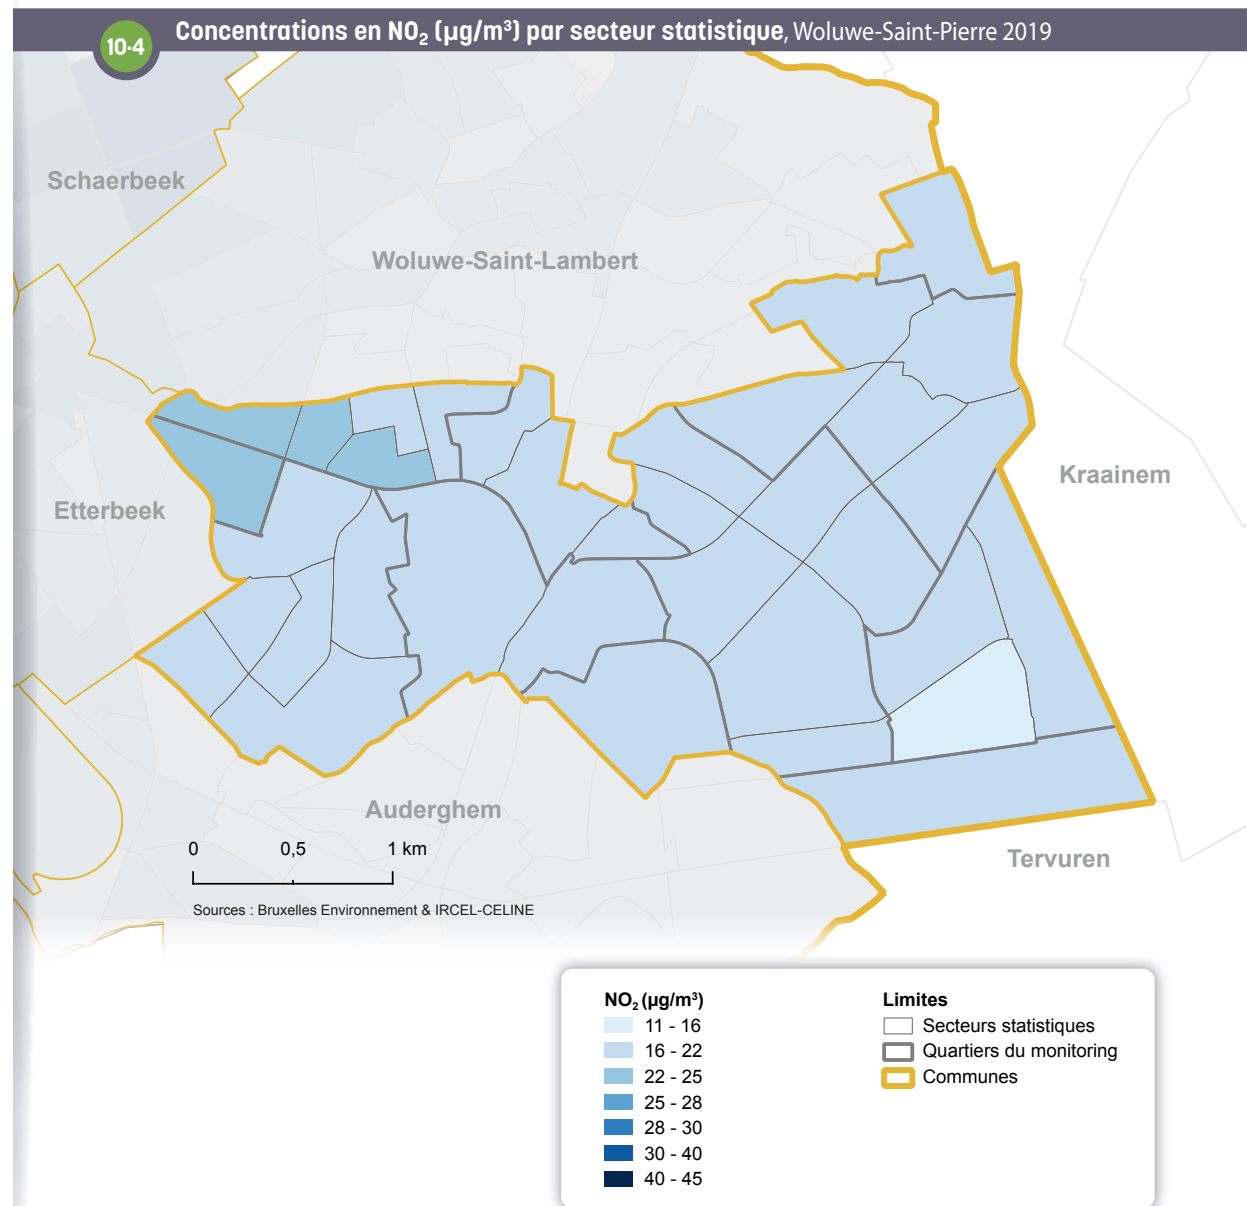 10·4
Concentrations en NO₂ (µg/m³) par secteur statistique, Woluwe-Saint-Pierre 2019
Schaerbeek
Woluwe-Saint-Lambert
Kraainem
Etterbeek
Auderghem
Tervuren
0 0,5 1 km
Sources : Bruxelles Environnement & IRCEL-CELINE
NO₂ (µg/m³)
11 - 16
16 - 22
22 - 25
25 - 28
28 - 30
30 - 40
40 - 45
Limites
Secteurs statistiques
Quartiers du monitoring
Communes